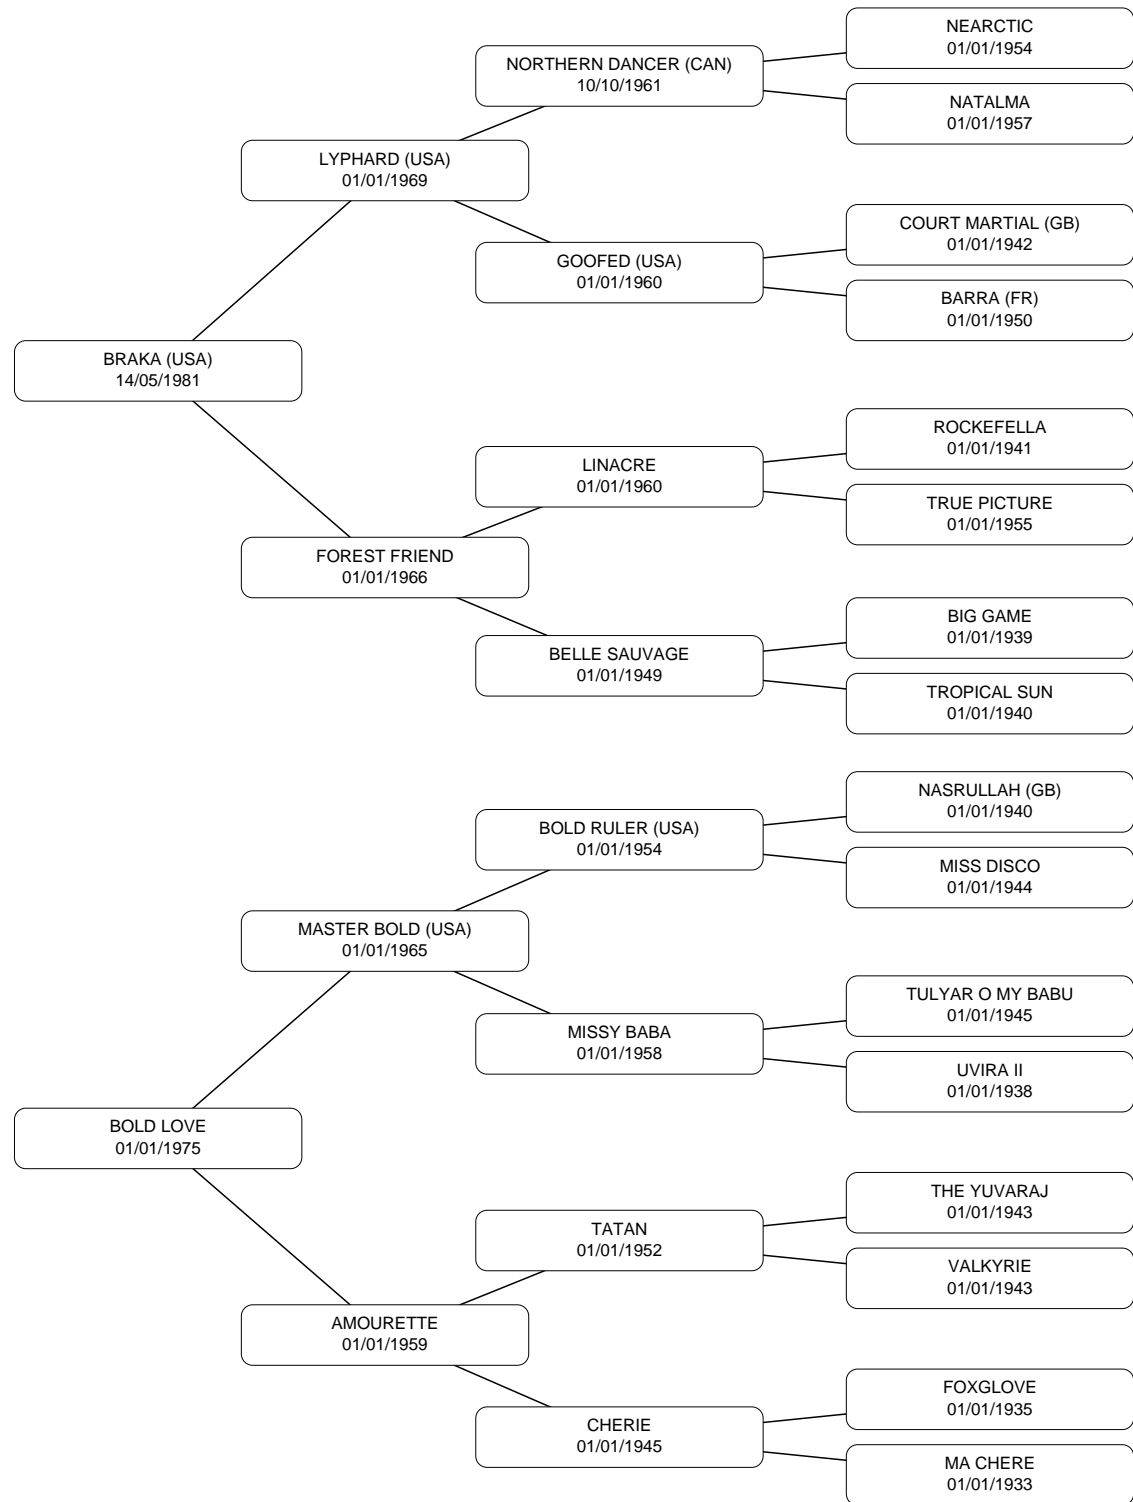 NEARCTIC
01/01/1954
NORTHERN DANCER (CAN)
10/10/1961
NATALMA
01/01/1957
LYPHARD (USA)
01/01/1969
COURT MARTIAL (GB)
01/01/1942
GOOFED (USA)
01/01/1960
BARRA (FR)
01/01/1950
BRAKA (USA)
14/05/1981
ROCKEFELLA
01/01/1941
LINACRE
01/01/1960
TRUE PICTURE
01/01/1955
FOREST FRIEND
01/01/1966
BIG GAME
01/01/1939
BELLE SAUVAGE
01/01/1949
TROPICAL SUN
01/01/1940
NASRULLAH (GB)
01/01/1940
BOLD RULER (USA)
01/01/1954
MISS DISCO
01/01/1944
MASTER BOLD (USA)
01/01/1965
TULYAR O MY BABU
01/01/1945
MISSY BABA
01/01/1958
UVIRA II
01/01/1938
BOLD LOVE
01/01/1975
THE YUVARAJ
01/01/1943
TATAN
01/01/1952
VALKYRIE
01/01/1943
AMOURETTE
01/01/1959
FOXGLOVE
01/01/1935
CHERIE
01/01/1945
MA CHERE
01/01/1933